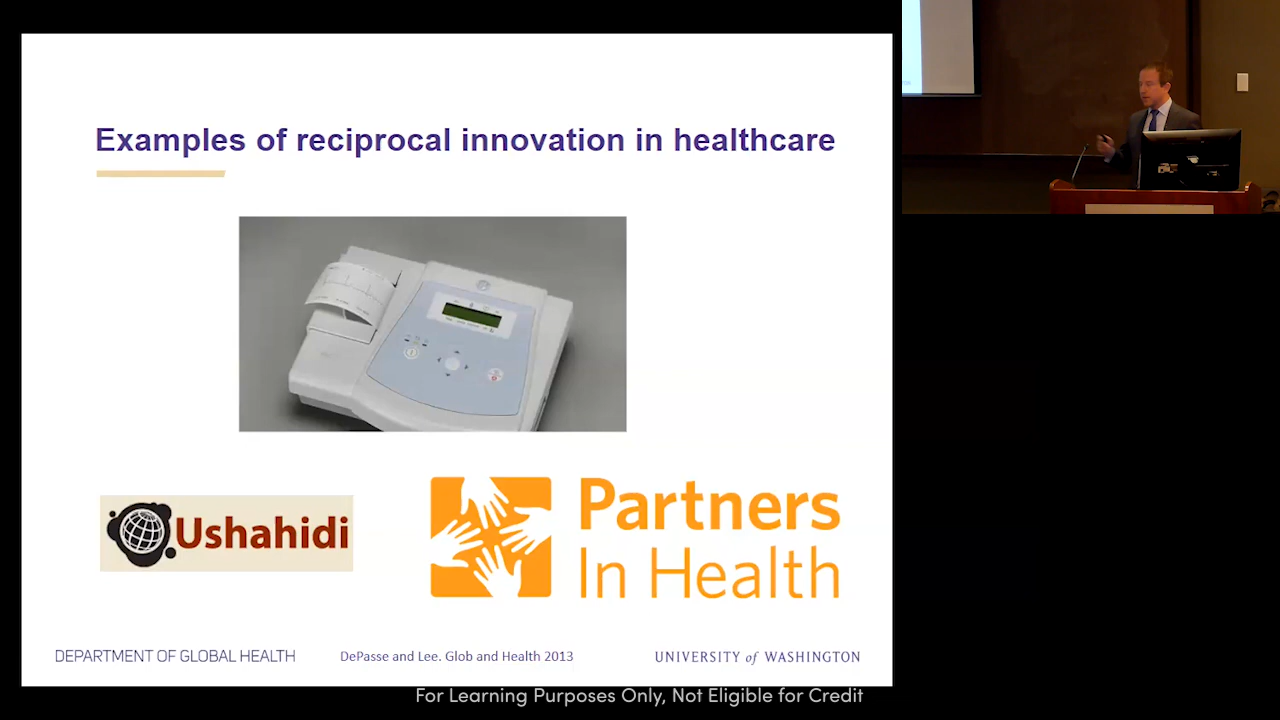 Examples of reciprocal innovation in healthcare
Ushahidi
Partners
In Health
DEPARTMENT OF GLOBAL HEALTH
DePasse and Lee. Glob and Health 2013
UNIVERSITY of WASHINGTON
For Learning Purposes Only, Not Eligible for Credit